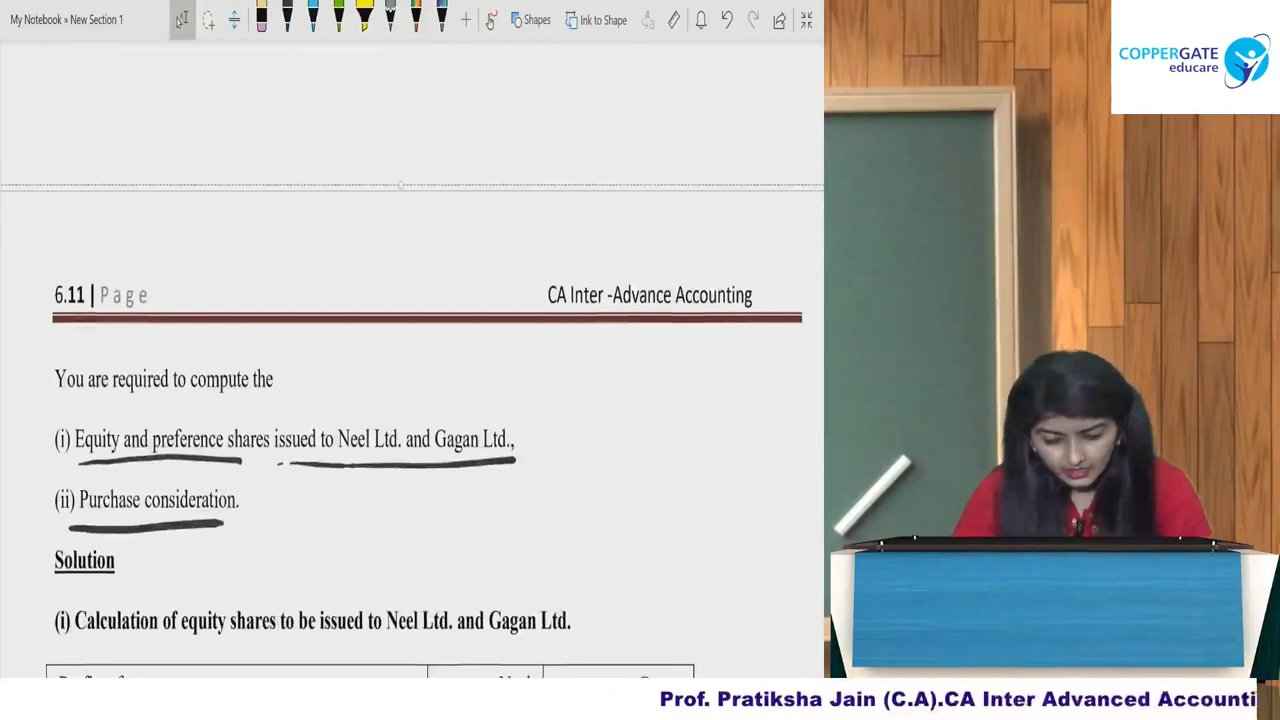 My Notebook » New Section 1
Shapes
Ink to Shape
COPPERGATE
educare
6.11 | Page
CA Inter -Advance Accounting
You are required to compute the
(i) Equity and preference shares issued to Neel Ltd. and Gagan Ltd.,
(ii) Purchase consideration.
Solution
(i) Calculation of equity shares to be issued to Neel Ltd. and Gagan Ltd.
Prof. Pratiksha Jain (C.A).CA Inter Advanced Accounti